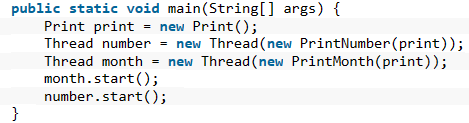 public static void main(String[] args) {
    Print print = new Print();
    Thread number = new Thread(new PrintNumber(print));
    Thread month = new Thread(new PrintMonth(print));
    month.start();
    number.start();
}